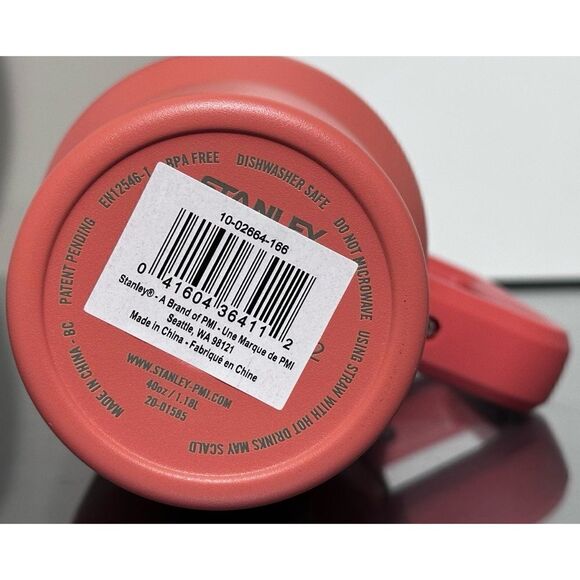 EN12546-1 BPA FREE DISHWASHER SAFE DO NOT MICROWAVE USING STRAW WITH HOT DRINKS MAY SCALD
PATENT PENDING
MADE IN CHINA - BC
STANLEY
10-02664-166
0 41604 36411 2
Stanley® - A Brand of PMI - Une Marque de PMI
Seattle, WA 98121
Made in China - Fabriqué en Chine
WWW.STANLEY-PMI.COM
40oz / 1.18L
20-01585